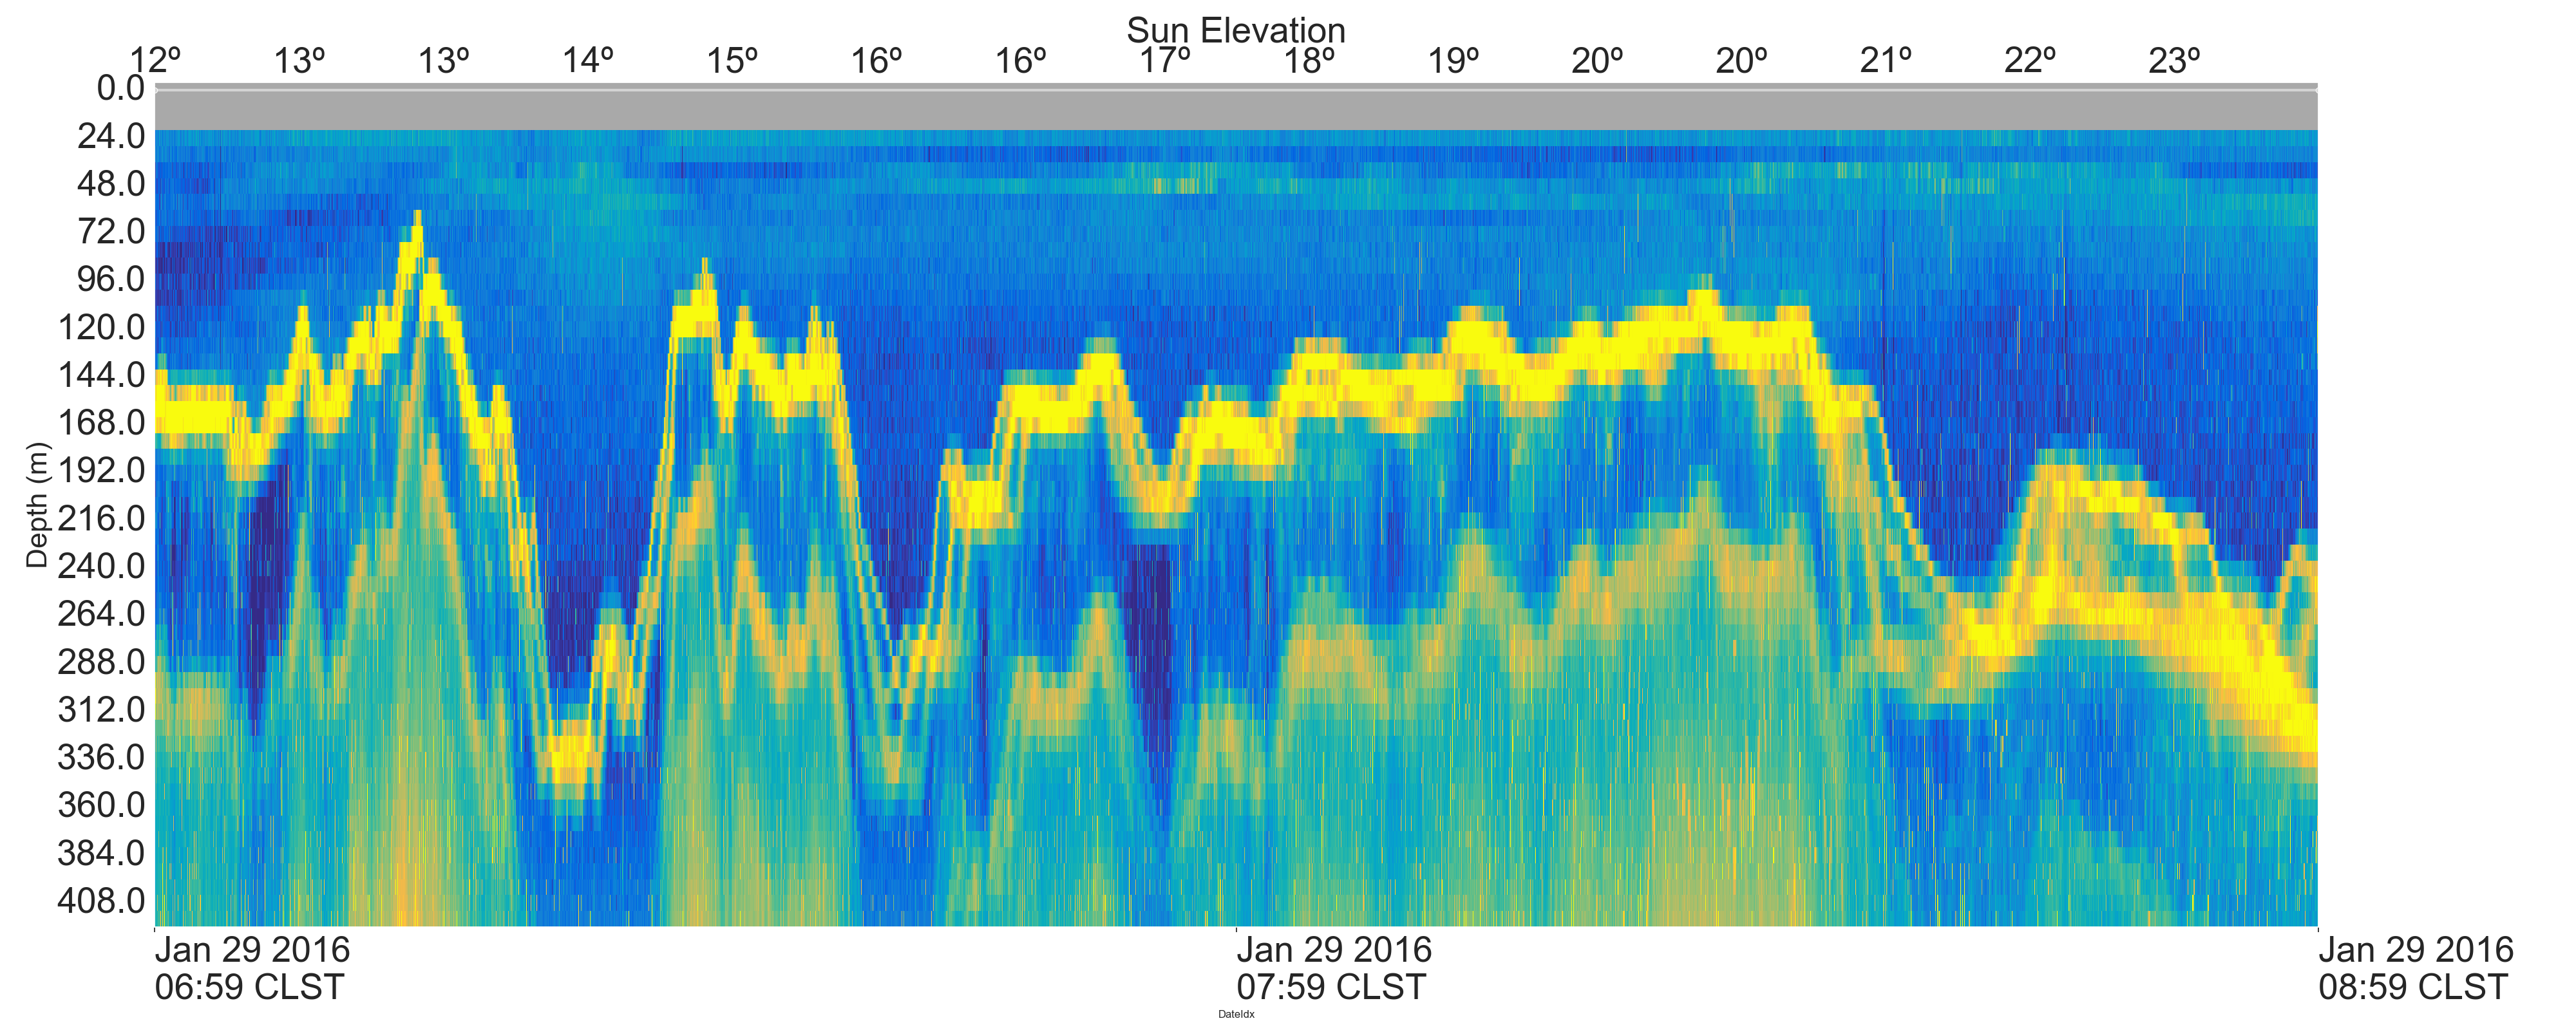 Sun Elevation
12º 13º 13º 14º 15º 16º 16º 17º 18º 19º 20º 20º 21º 22º 23º
0.0
24.0
48.0
72.0
96.0
120.0
144.0
168.0
192.0
216.0
240.0
264.0
288.0
312.0
336.0
360.0
384.0
408.0
Depth (m)
Jan 29 2016
06:59 CLST
Jan 29 2016
07:59 CLST
Jan 29 2016
08:59 CLST
DateIdx